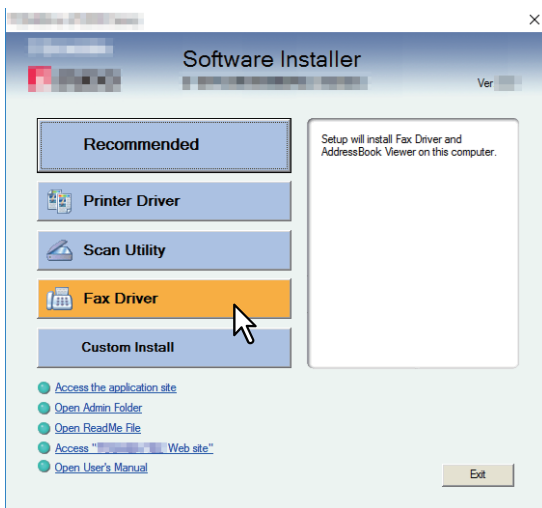 Software Installer
Ver
Recommended
Setup will install Fax Driver and
AddressBook Viewer on this computer.
Printer Driver
Scan Utility
Fax Driver
Custom Install
Access the application site
Open Admin Folder
Open ReadMe File
Access " Web site"
Open User's Manual
Exit